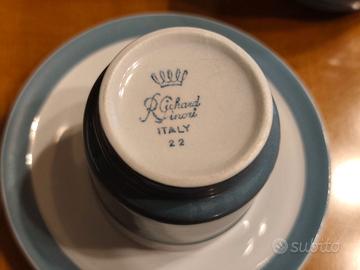 Richard
Ginori
ITALY
22
subito